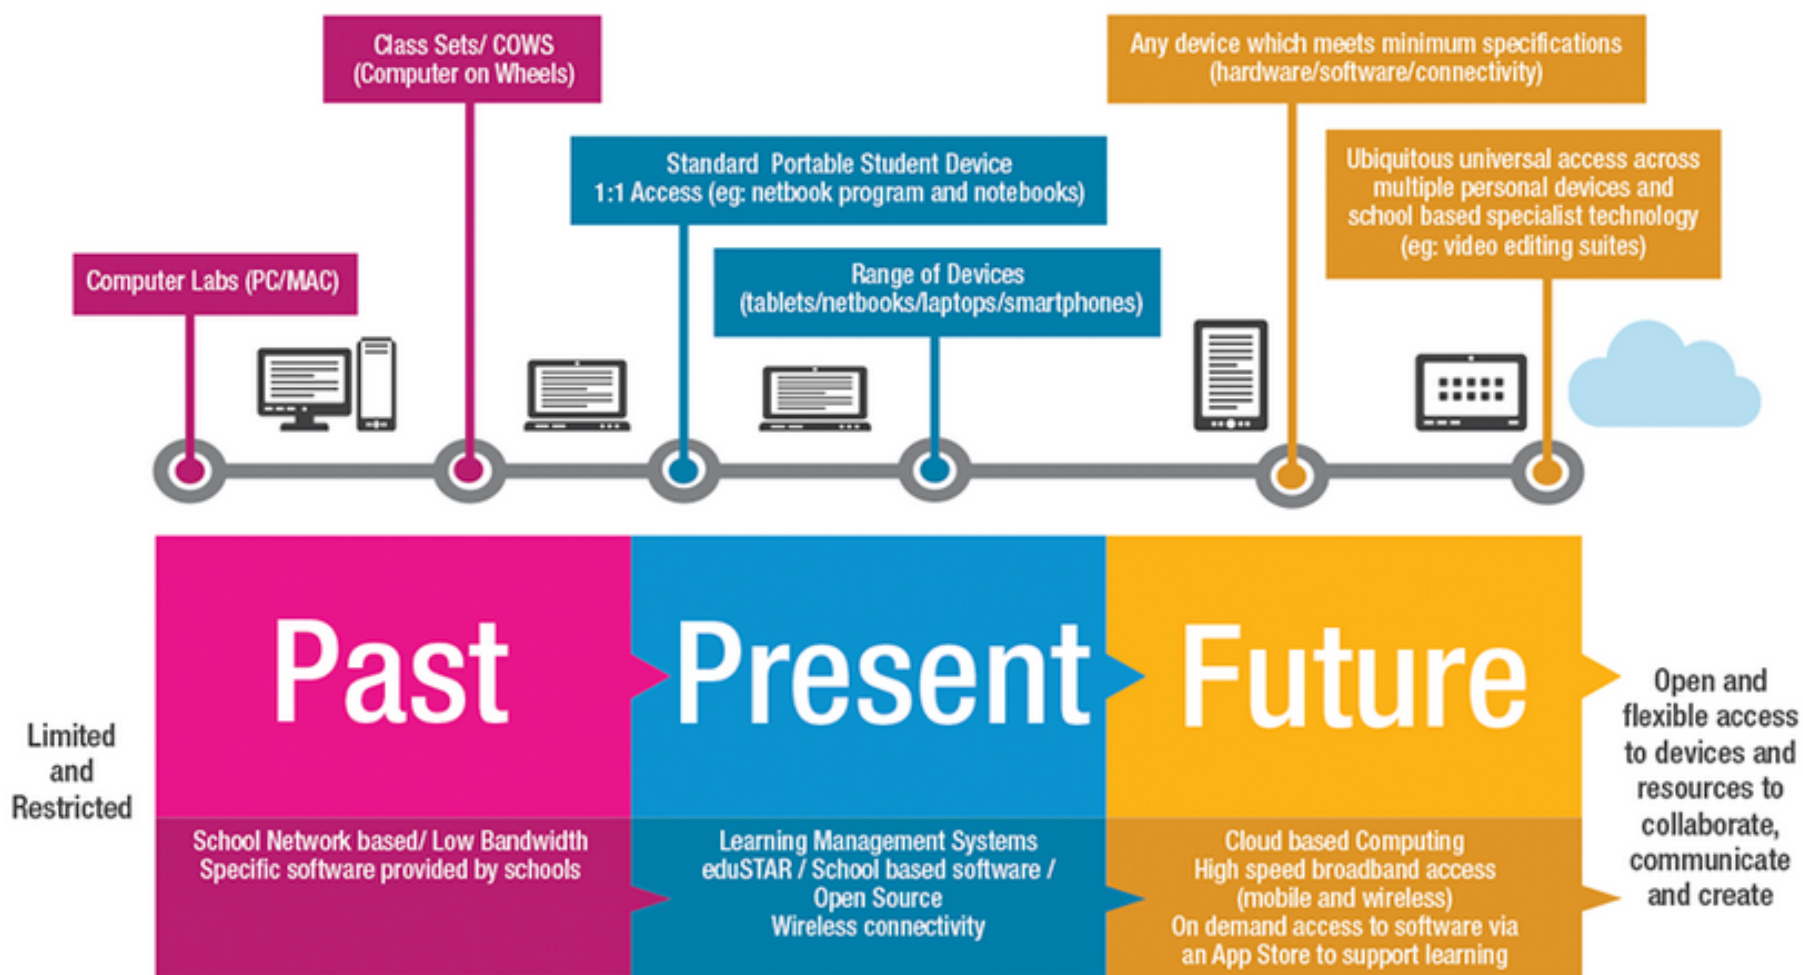 Class Sets/ COWS
(Computer on Wheels)
Any device which meets minimum specifications
(hardware/software/connectivity)
Standard Portable Student Device
1:1 Access (eg: netbook program and notebooks)
Ubiquitous universal access across
multiple personal devices and
school based specialist technology
(eg: video editing suites)
Computer Labs (PC/MAC)
Range of Devices
(tablets/netbooks/laptops/smartphones)
Limited
and
Restricted
Past
Present
Future
Open and
flexible access
to devices and
resources to
collaborate,
communicate
and create
School Network based/ Low Bandwidth
Specific software provided by schools
Learning Management Systems
eduSTAR / School based software /
Open Source
Wireless connectivity
Cloud based Computing
High speed broadband access
(mobile and wireless)
On demand access to software via
an App Store to support learning